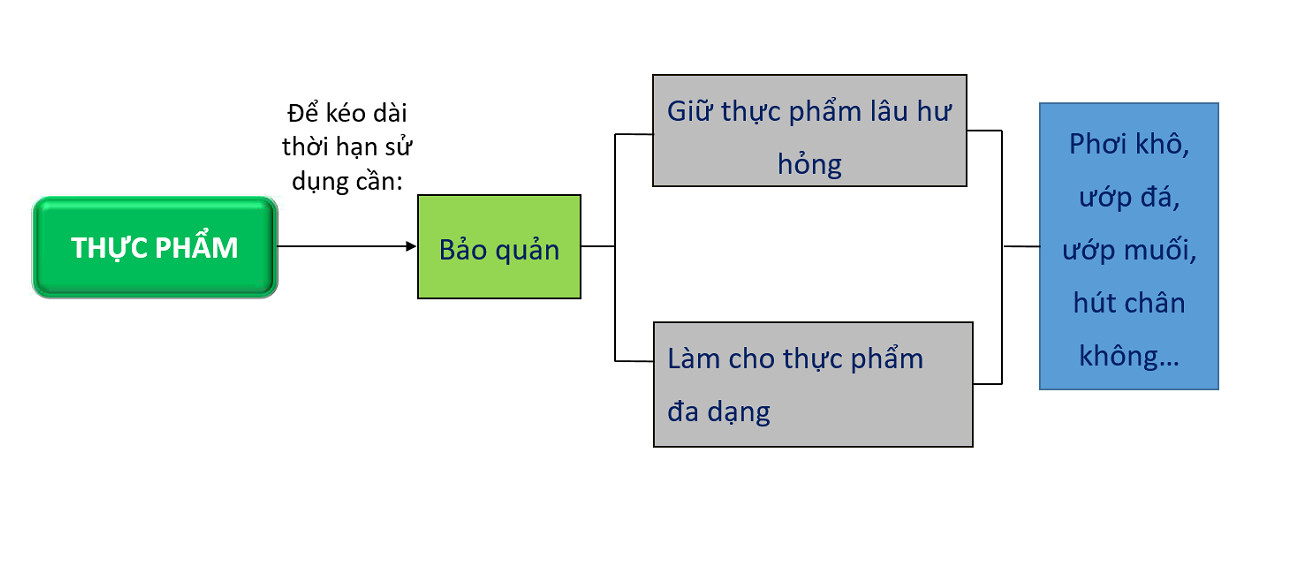 THỰC PHẨM
Để kéo dài
thời hạn sử
dụng cần:
Bảo quản
Giữ thực phẩm lâu hư
hỏng
Làm cho thực phẩm
đa dạng
Phơi khô,
ướp đá,
ướp muối,
hút chân
không...